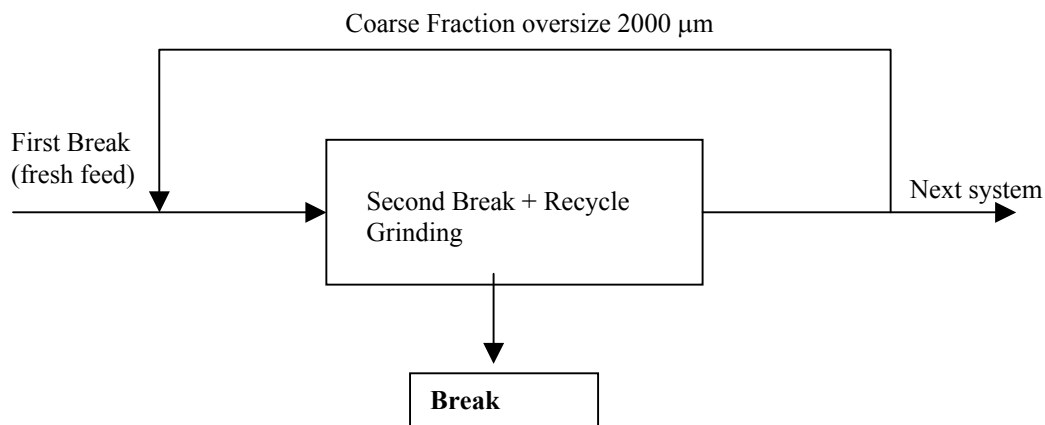 Coarse Fraction oversize 2000 μm
First Break
(fresh feed)
Second Break + Recycle
Grinding
Next system
Break